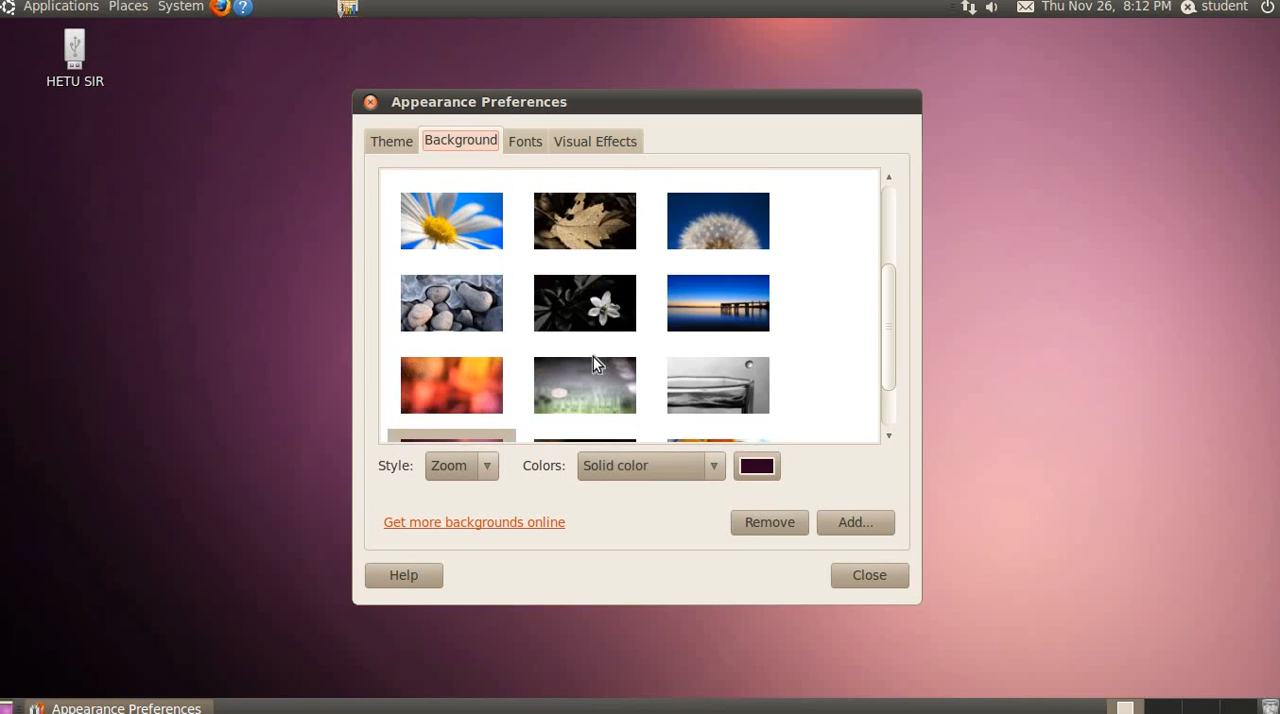 Applications Places System Thu Nov 26, 8:12 PM student
HETU SIR
Appearance Preferences
Theme Background Fonts Visual Effects
Style: Zoom Colors: Solid color
Get more backgrounds online Remove Add...
Help Close
Appearance Preferences